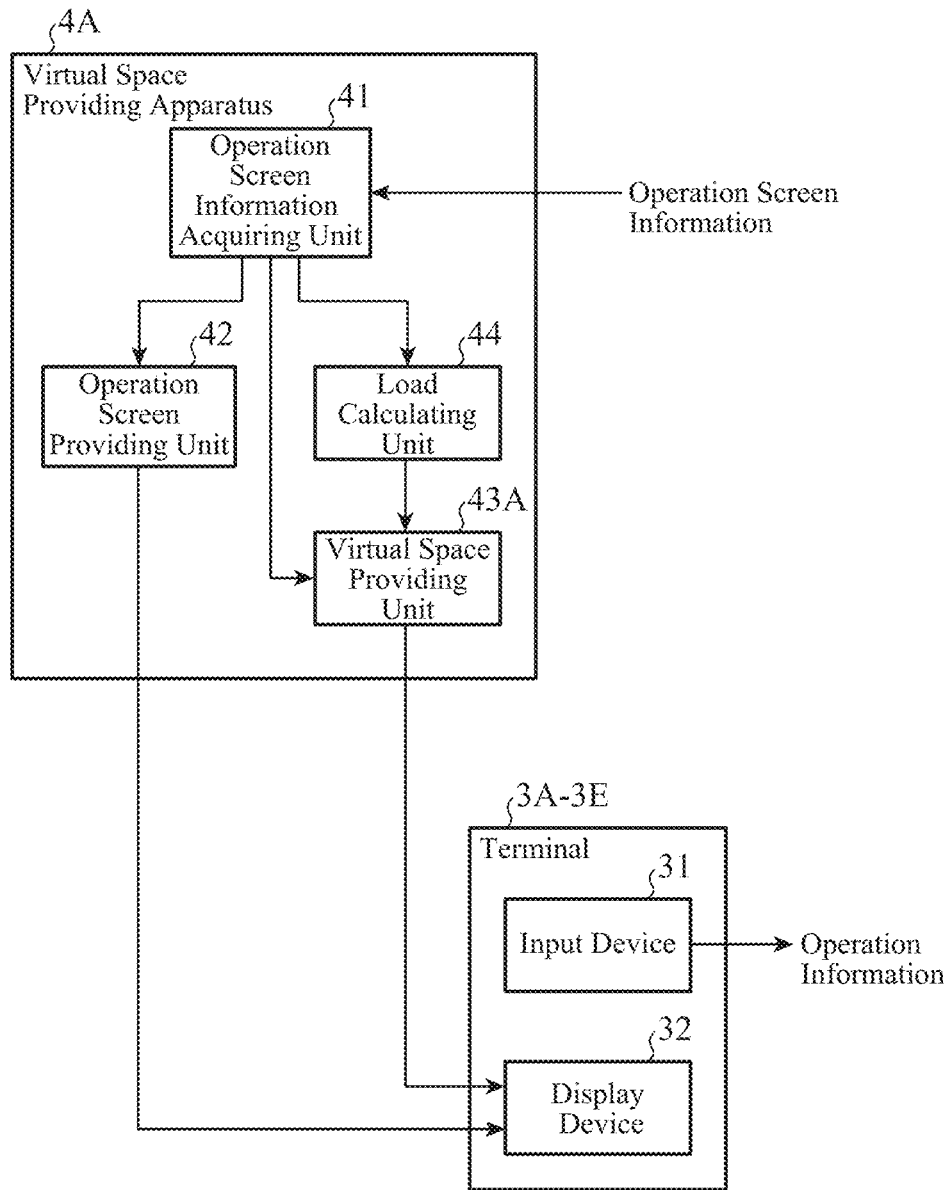 4A
Virtual Space
Providing Apparatus
41
Operation
Screen
Information
Acquiring Unit
Operation Screen
Information
42
Operation
Screen
Providing Unit
44
Load
Calculating
Unit
43A
Virtual Space
Providing
Unit
3A-3E
Terminal
31
Input Device
Operation
Information
32
Display
Device